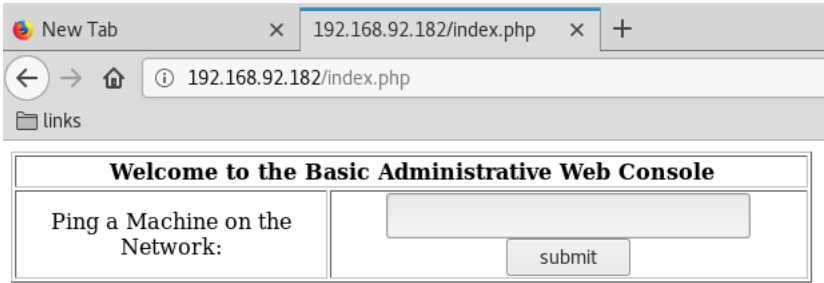 New Tab
192.168.92.182/index.php
192.168.92.182/index.php
links
Welcome to the Basic Administrative Web Console
Ping a Machine on the
Network:
submit